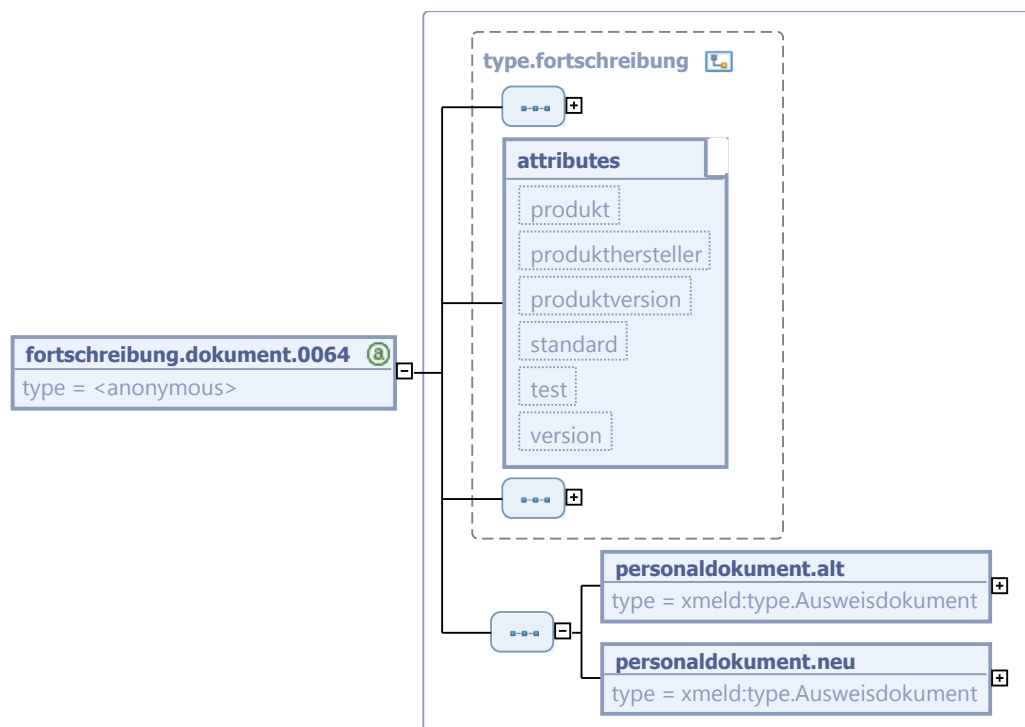 type.fortschreibung
attributes
produkt
produkthersteller
produktversion
standard
test
version
fortschreibung.dokument.0064
type = <anonymous>
personaldokument.alt
type = xmeld:type.Ausweisdokument
personaldokument.neu
type = xmeld:type.Ausweisdokument